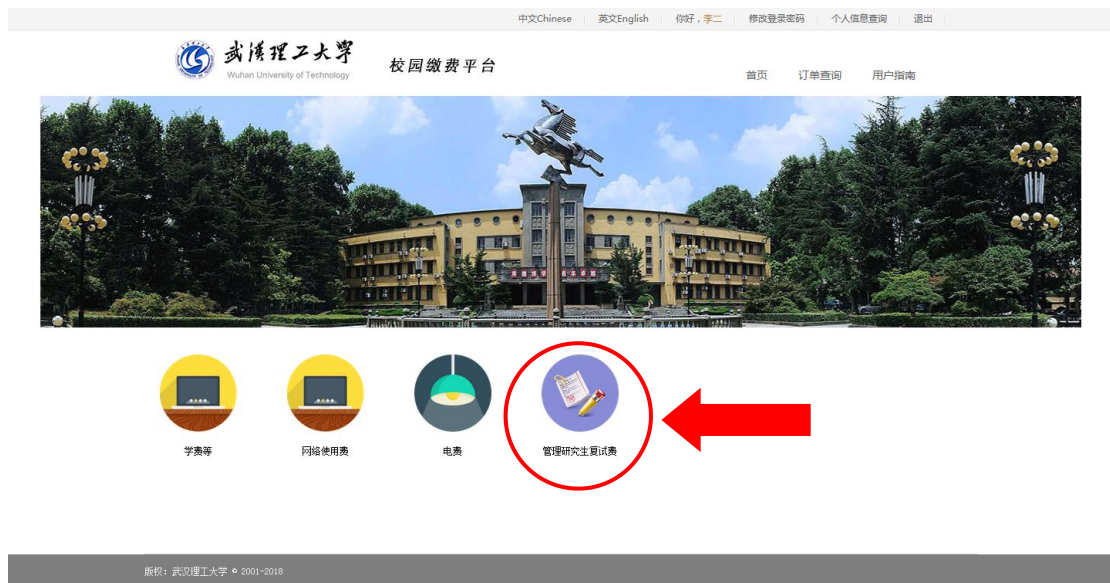 中文Chinese 英文English 你好，李二 修改登录密码 个人信息查询 退出
武汉理工大学
Wuhan University of Technology
校园缴费平台
首页 订单查询 用户指南
学费等 网络使用费 电费 管理研究生复试费
版权：武汉理工大学 © 2001-2018